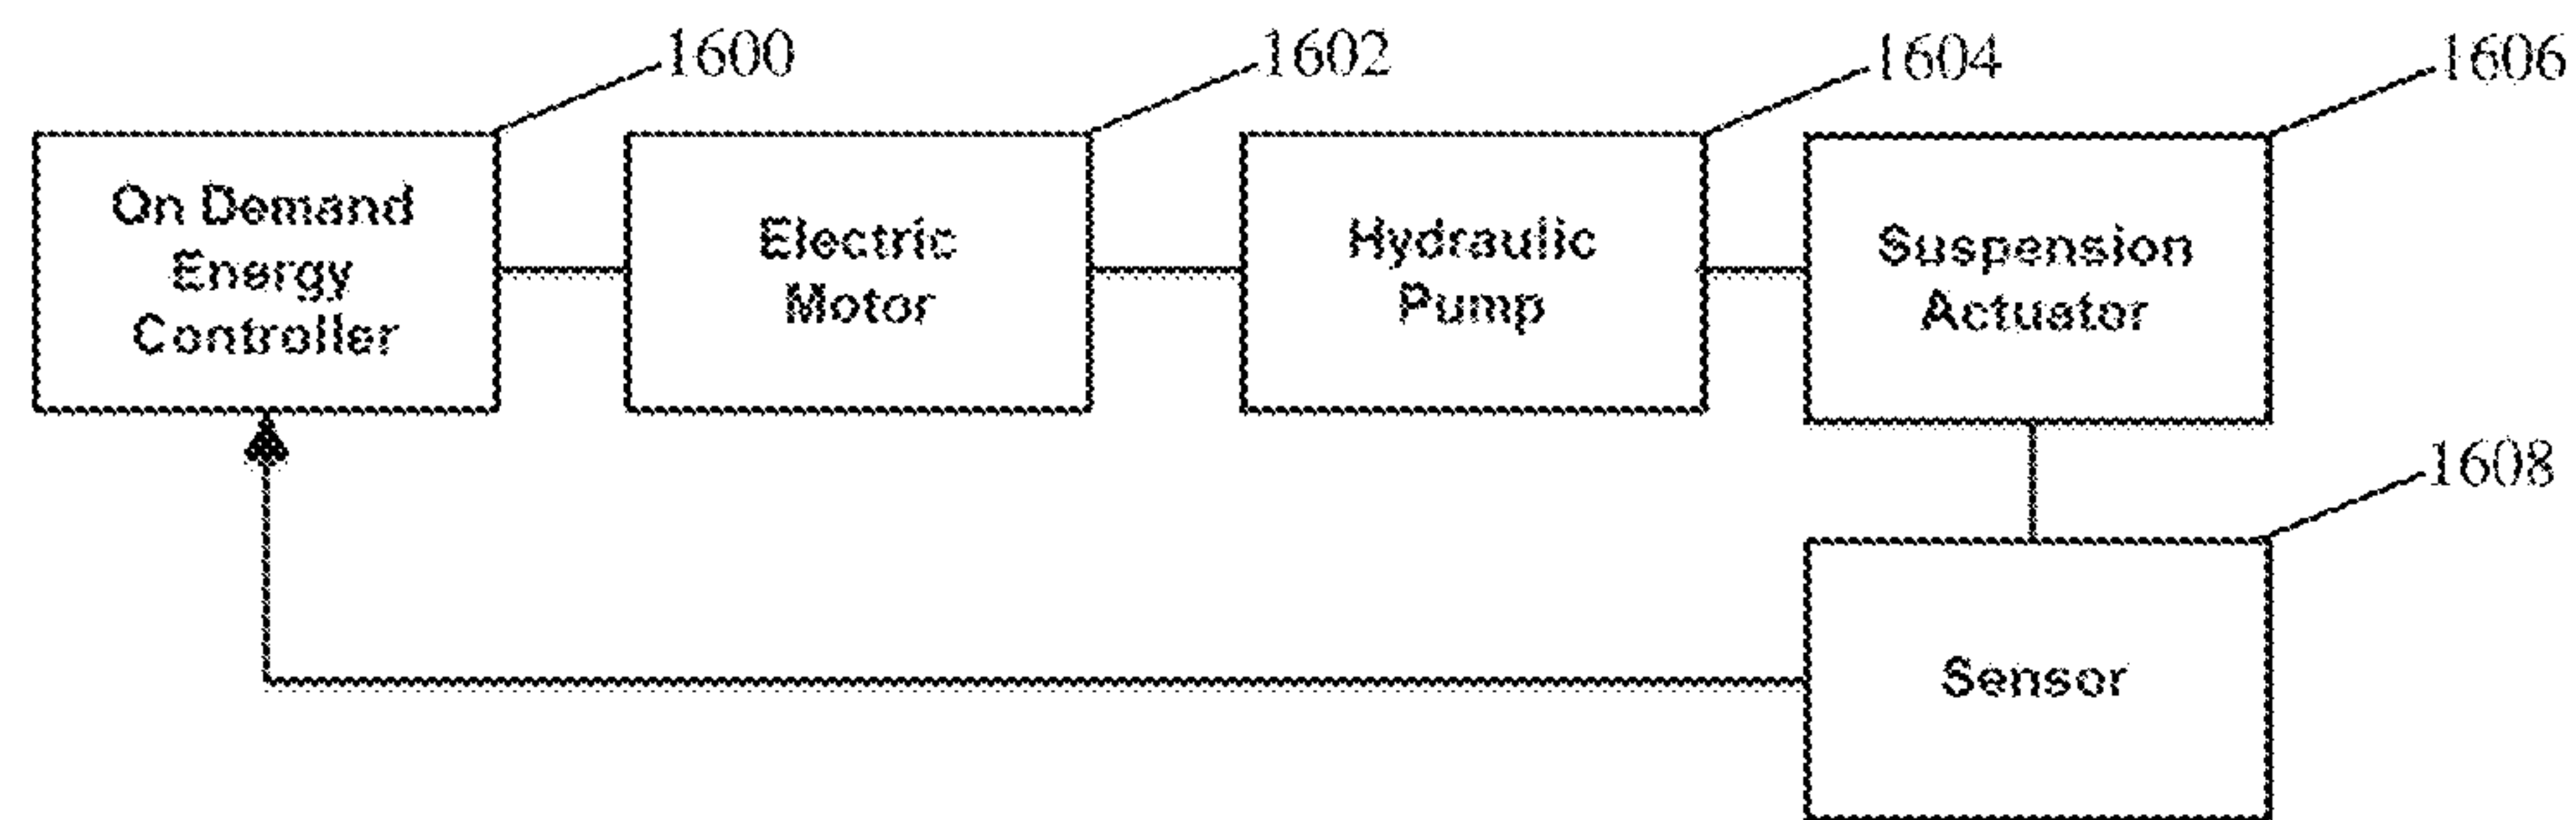 1600
1602
1604
1606
On Demand
Energy
Controller
Electric
Motor
Hydraulic
Pump
Suspension
Actuator
1608
Sensor